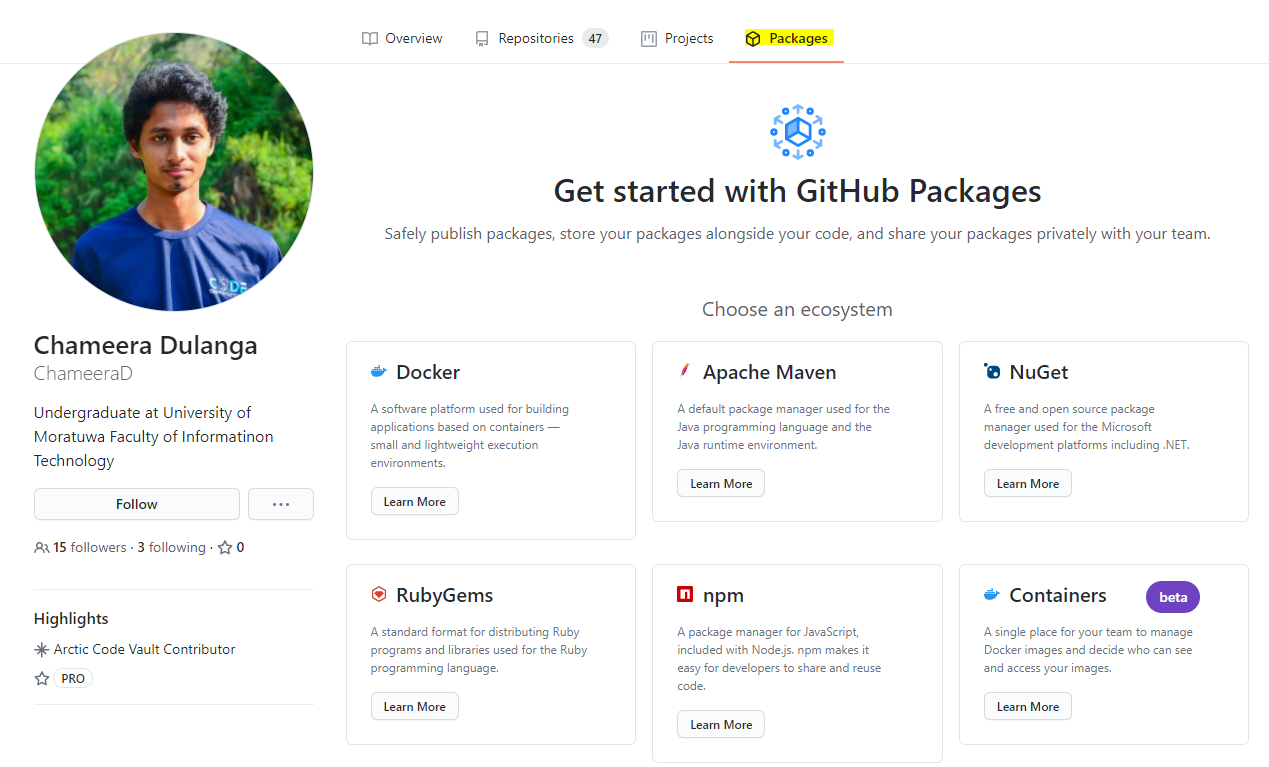 Overview
Repositories 47
Projects
Packages
CODE
Chameera Dulanga
ChameeraD
Undergraduate at University of
Moratuwa Faculty of Informatinon
Technology
Follow
...
15 followers · 3 following · 0
Highlights
Arctic Code Vault Contributor
PRO
Get started with GitHub Packages
Safely publish packages, store your packages alongside your code, and share your packages privately with your team.
Choose an ecosystem
Docker
A software platform used for building
applications based on containers —
small and lightweight execution
environments.
Learn More
Apache Maven
A default package manager used for the
Java programming language and the
Java runtime environment.
Learn More
NuGet
A free and open source package
manager used for the Microsoft
development platforms including .NET.
Learn More
RubyGems
A standard format for distributing Ruby
programs and libraries used for the Ruby
programming language.
Learn More
npm
A package manager for JavaScript,
included with Node.js. npm makes it
easy for developers to share and reuse
code.
Learn More
Containers beta
A single place for your team to manage
Docker images and decide who can see
and access your images.
Learn More